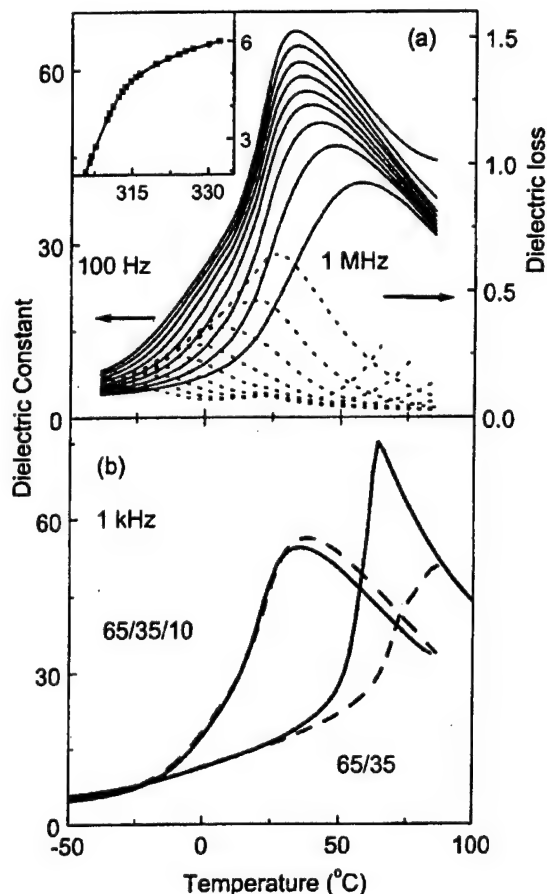 (a)
60
30
0
Dielectric Constant
6
3
315 330
1.5
1.0
0.5
0.0
Dielectric loss
100 Hz
1 MHz
(b)
1 kHz
60
30
0
65/35/10
65/35
-50 0 50 100
Temperature (°C)